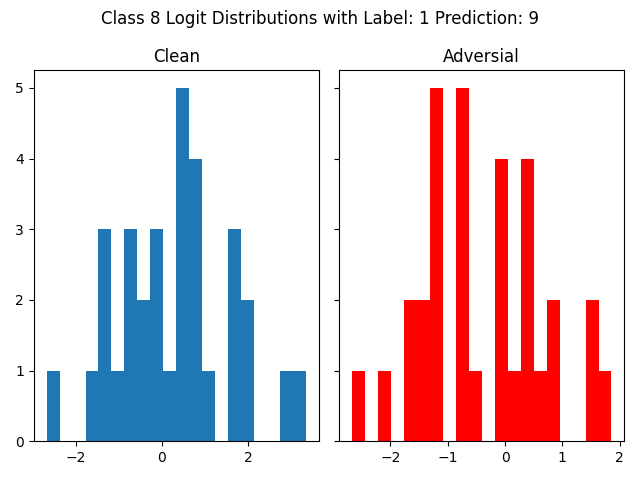 Class 8 Logit Distributions with Label: 1 Prediction: 9
Clean
Adversial
5
4
3
2
1
0
−2 0 2
−2 −1 0 1 2